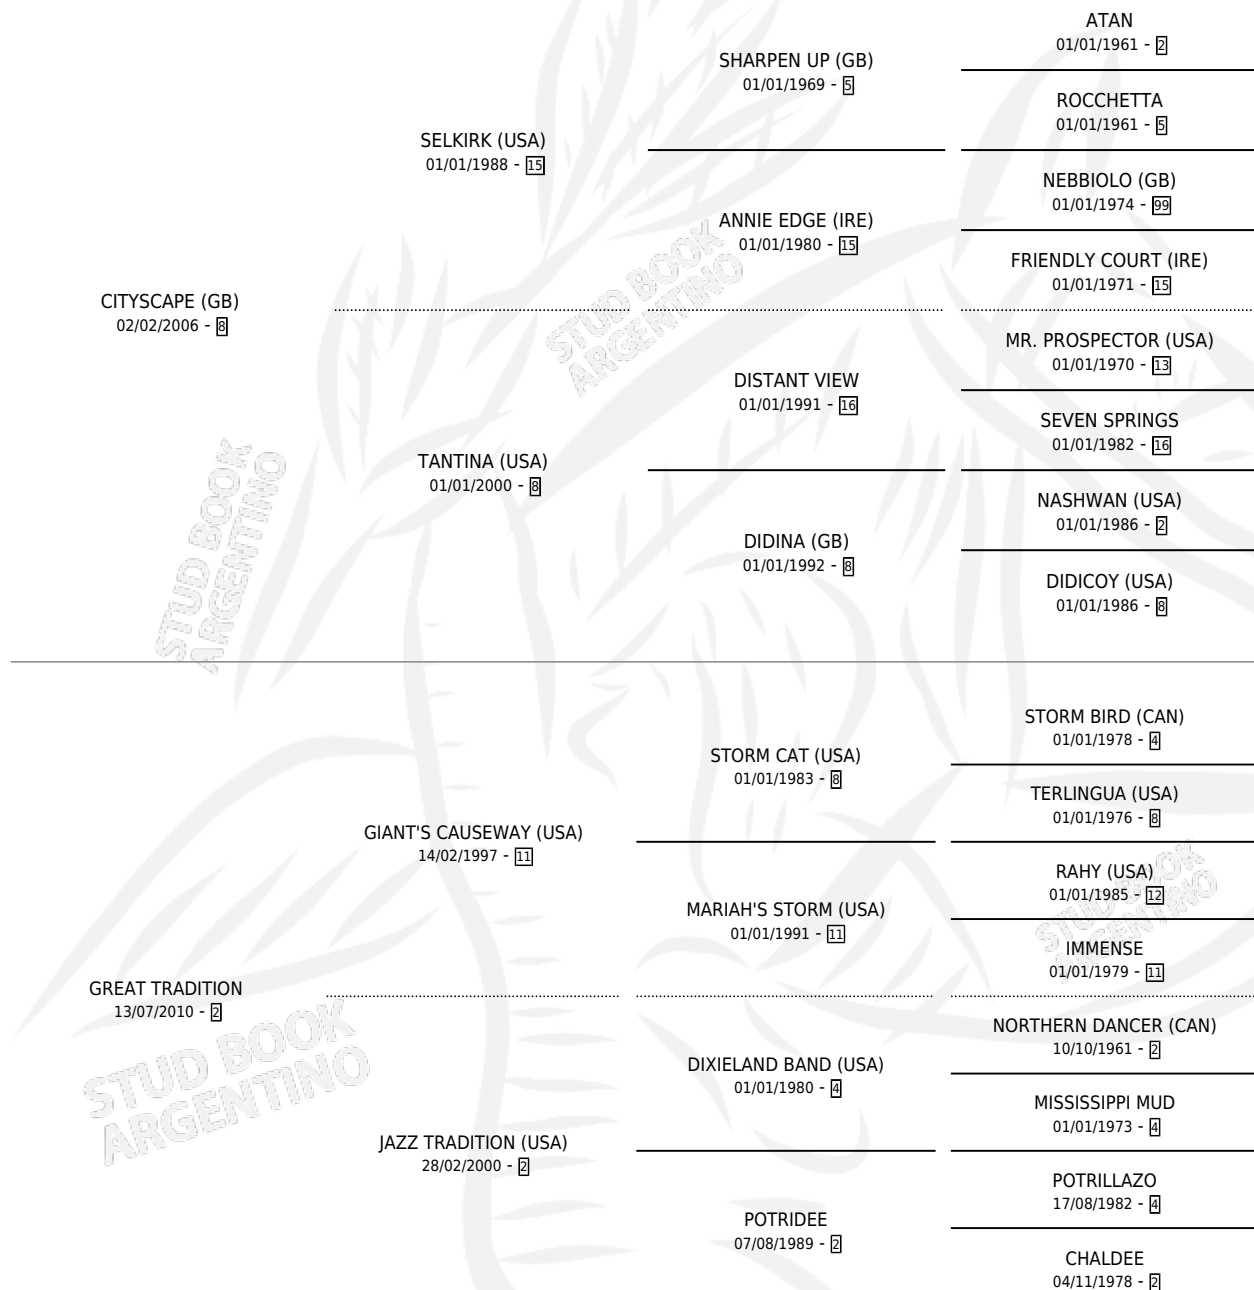 ATAN
01/01/1961 - 2
SHARPEN UP (GB)
01/01/1969 - 5
ROCCHETTA
01/01/1961 - 5
SELKIRK (USA)
01/01/1988 - 15
NEBBIOLO (GB)
01/01/1974 - 99
ANNIE EDGE (IRE)
01/01/1980 - 15
FRIENDLY COURT (IRE)
01/01/1971 - 15
CITYSCAPE (GB)
02/02/2006 - 8
MR. PROSPECTOR (USA)
01/01/1970 - 13
DISTANT VIEW
01/01/1991 - 16
SEVEN SPRINGS
01/01/1982 - 16
TANTINA (USA)
01/01/2000 - 8
NASHWAN (USA)
01/01/1986 - 2
DIDINA (GB)
01/01/1992 - 8
DIDICOY (USA)
01/01/1986 - 8
STORM BIRD (CAN)
01/01/1978 - 4
STORM CAT (USA)
01/01/1983 - 8
TERLINGUA (USA)
01/01/1976 - 8
GIANT'S CAUSEWAY (USA)
14/02/1997 - 11
RAHY (USA)
01/01/1985 - 12
MARIAH'S STORM (USA)
01/01/1991 - 11
IMMENSE
01/01/1979 - 11
GREAT TRADITION
13/07/2010 - 2
NORTHERN DANCER (CAN)
10/10/1961 - 2
DIXIELAND BAND (USA)
01/01/1980 - 4
MISSISSIPPI MUD
01/01/1973 - 4
JAZZ TRADITION (USA)
28/02/2000 - 2
POTRILLAZO
17/08/1982 - 4
POTRIDEE
07/08/1989 - 2
CHALDEE
04/11/1978 - 2
STUD BOOK
ARGENTINO
STUD BOOK
ARGENTINO
STUD BOOK
ARGENTINO
STUD BOOK
ARGENTINO